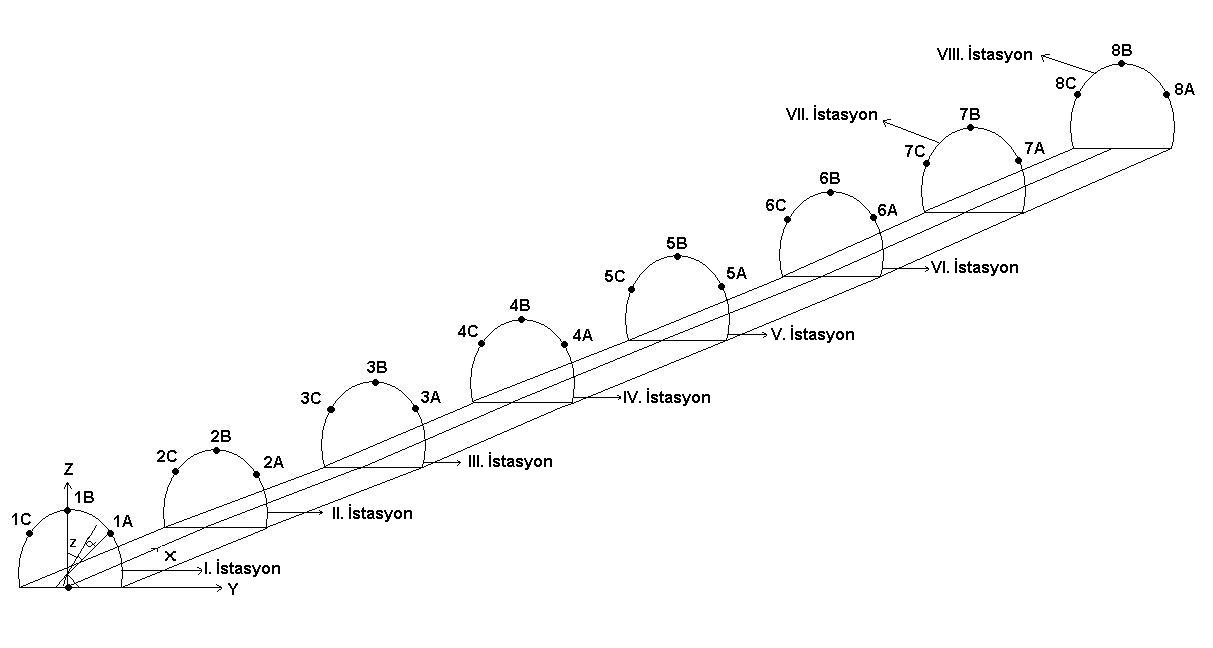 8B
VIII. İstasyon
8C
8A
7B
VII. İstasyon
7C
7A
6B
6C
6A
VI. İstasyon
5B
5C
5A
V. İstasyon
4B
4C
4A
IV. İstasyon
3B
3C
3A
III. İstasyon
2B
2C
2A
II. İstasyon
Z
1B
1C
1A
z
α
X
I. İstasyon
Y